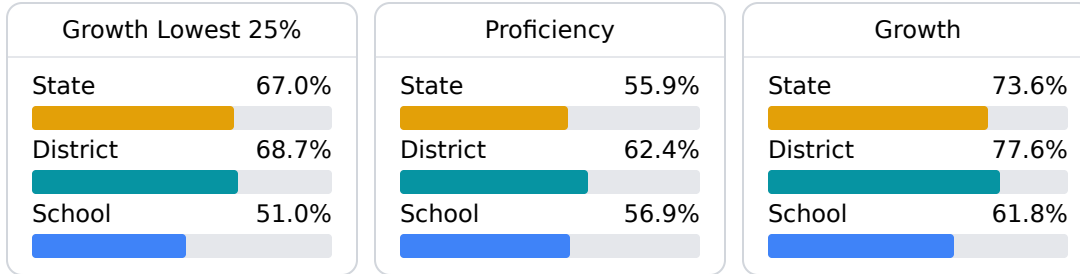 Growth Lowest 25%
State 67.0%
District 68.7%
School 51.0%
Proficiency
State 55.9%
District 62.4%
School 56.9%
Growth
State 73.6%
District 77.6%
School 61.8%